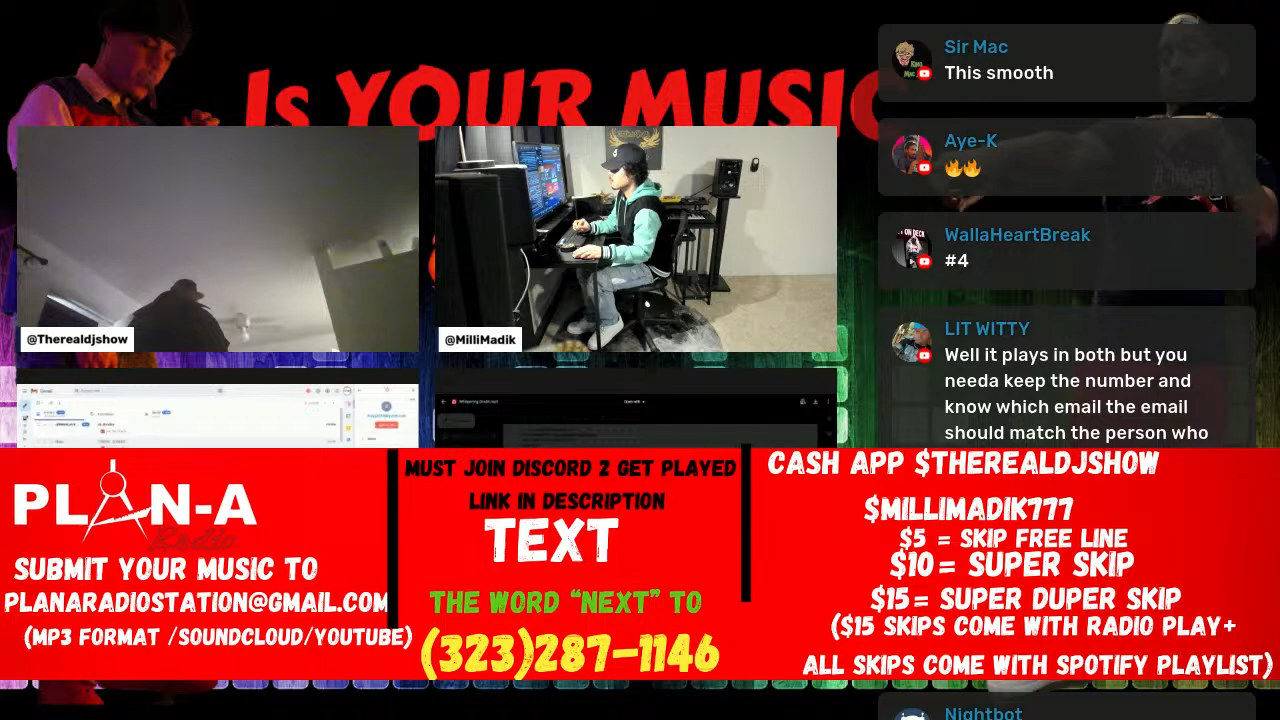 Is YOUR MUSIC
Sir Mac
This smooth
Aye-K
🔥🔥
WallaHeartBreak
#4
LIT WITTY
Well it plays in both but you
needa keep the number and
know which email the email
should match the person who
Nightbot
@Therealdjshow
@MilliMadik
Gmail
PLAN-A
Radio
SUBMIT YOUR MUSIC TO
PLANARADIOSTATION@GMAIL.COM
(MP3 FORMAT /SOUNDCLOUD/YOUTUBE)
MUST JOIN DISCORD 2 GET PLAYED
LINK IN DESCRIPTION
TEXT
THE WORD “NEXT” TO
(323)287-1146
CASH APP $THEREALDJSHOW
$MILLIMADIK777
$5 = SKIP FREE LINE
$10= SUPER SKIP
$15= SUPER DUPER SKIP
($15 SKIPS COME WITH RADIO PLAY+
ALL SKIPS COME WITH SPOTIFY PLAYLIST)